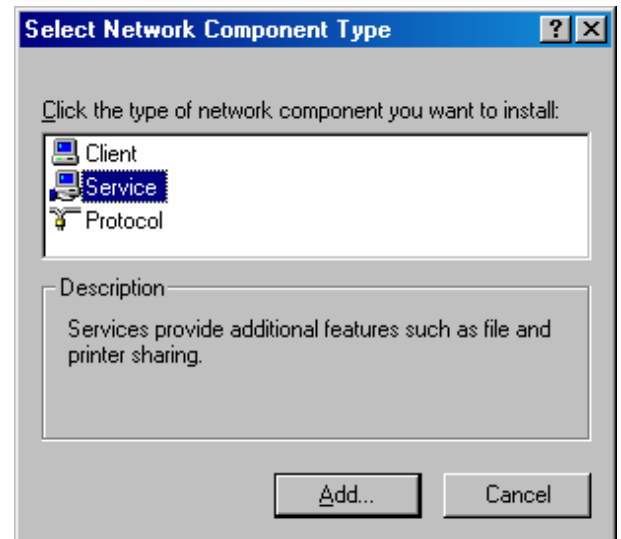 Select Network Component Type
Click the type of network component you want to install:
Client
Service
Protocol
Description
Services provide additional features such as file and
printer sharing.
Add...
Cancel